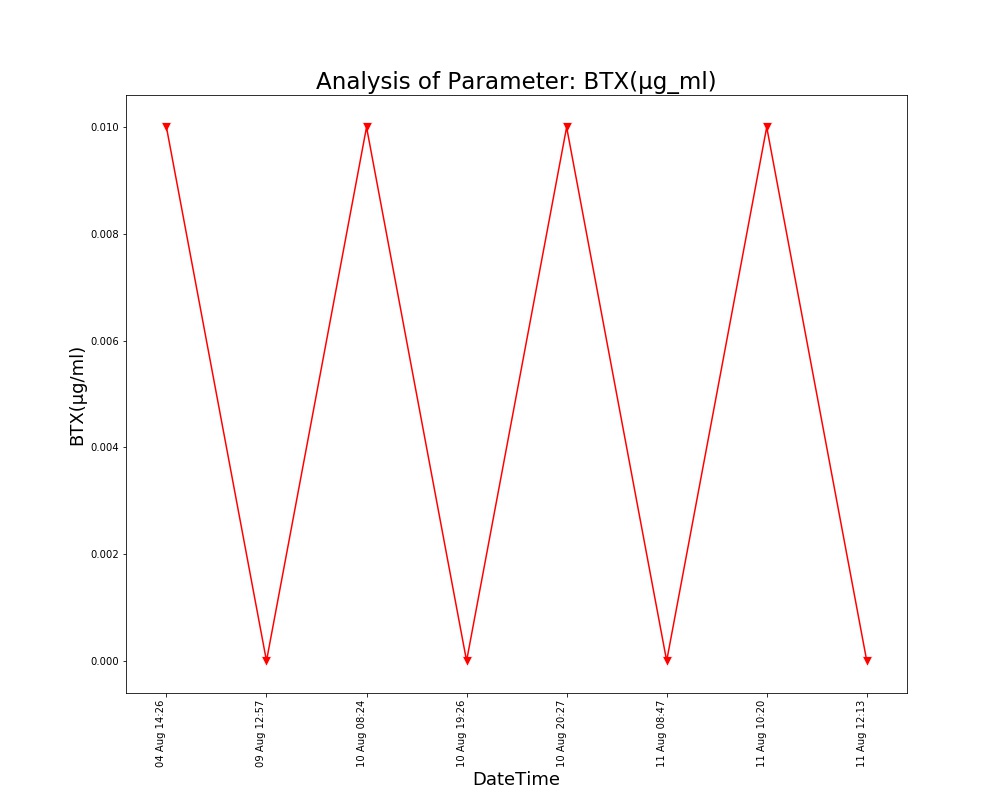 Analysis of Parameter: BTX(µg_ml)
BTX(µg/ml)
0.010
0.008
0.006
0.004
0.002
0.000
04 Aug 14:26
09 Aug 12:57
10 Aug 08:24
10 Aug 19:26
10 Aug 20:27
11 Aug 08:47
11 Aug 10:20
11 Aug 12:13
DateTime